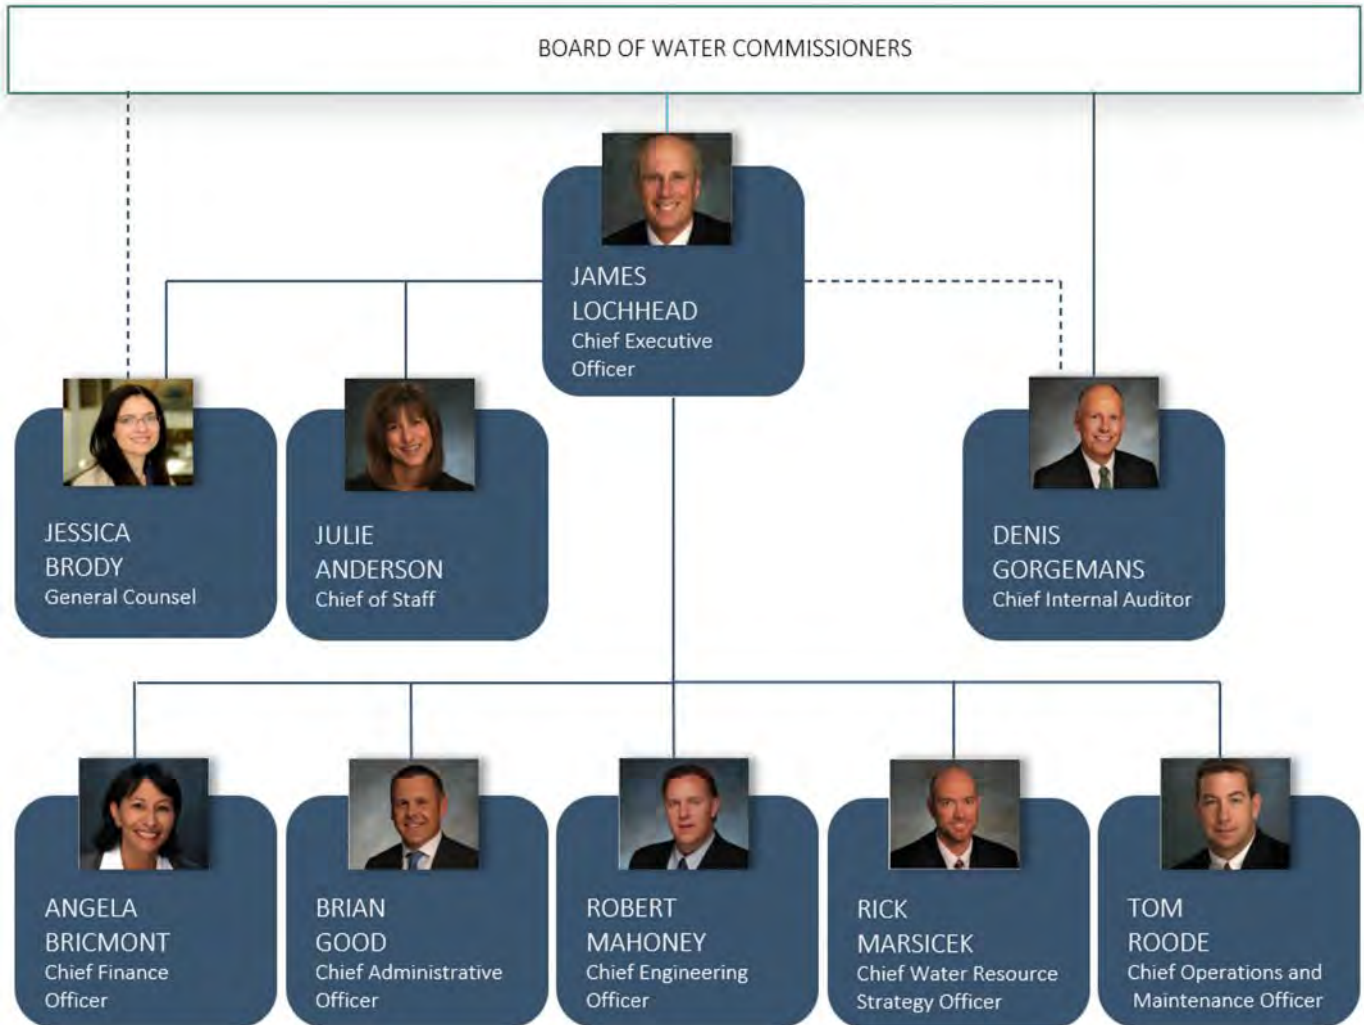 BOARD OF WATER COMMISSIONERS
JAMES
LOCHHEAD
Chief Executive
Officer
JESSICA
BRODY
General Counsel
JULIE
ANDERSON
Chief of Staff
DENIS
GORGEMANS
Chief Internal Auditor
ANGELA
BRICMONT
Chief Finance
Officer
BRIAN
GOOD
Chief Administrative
Officer
ROBERT
MAHONEY
Chief Engineering
Officer
RICK
MARSICEK
Chief Water Resource
Strategy Officer
TOM
ROODE
Chief Operations and
Maintenance Officer